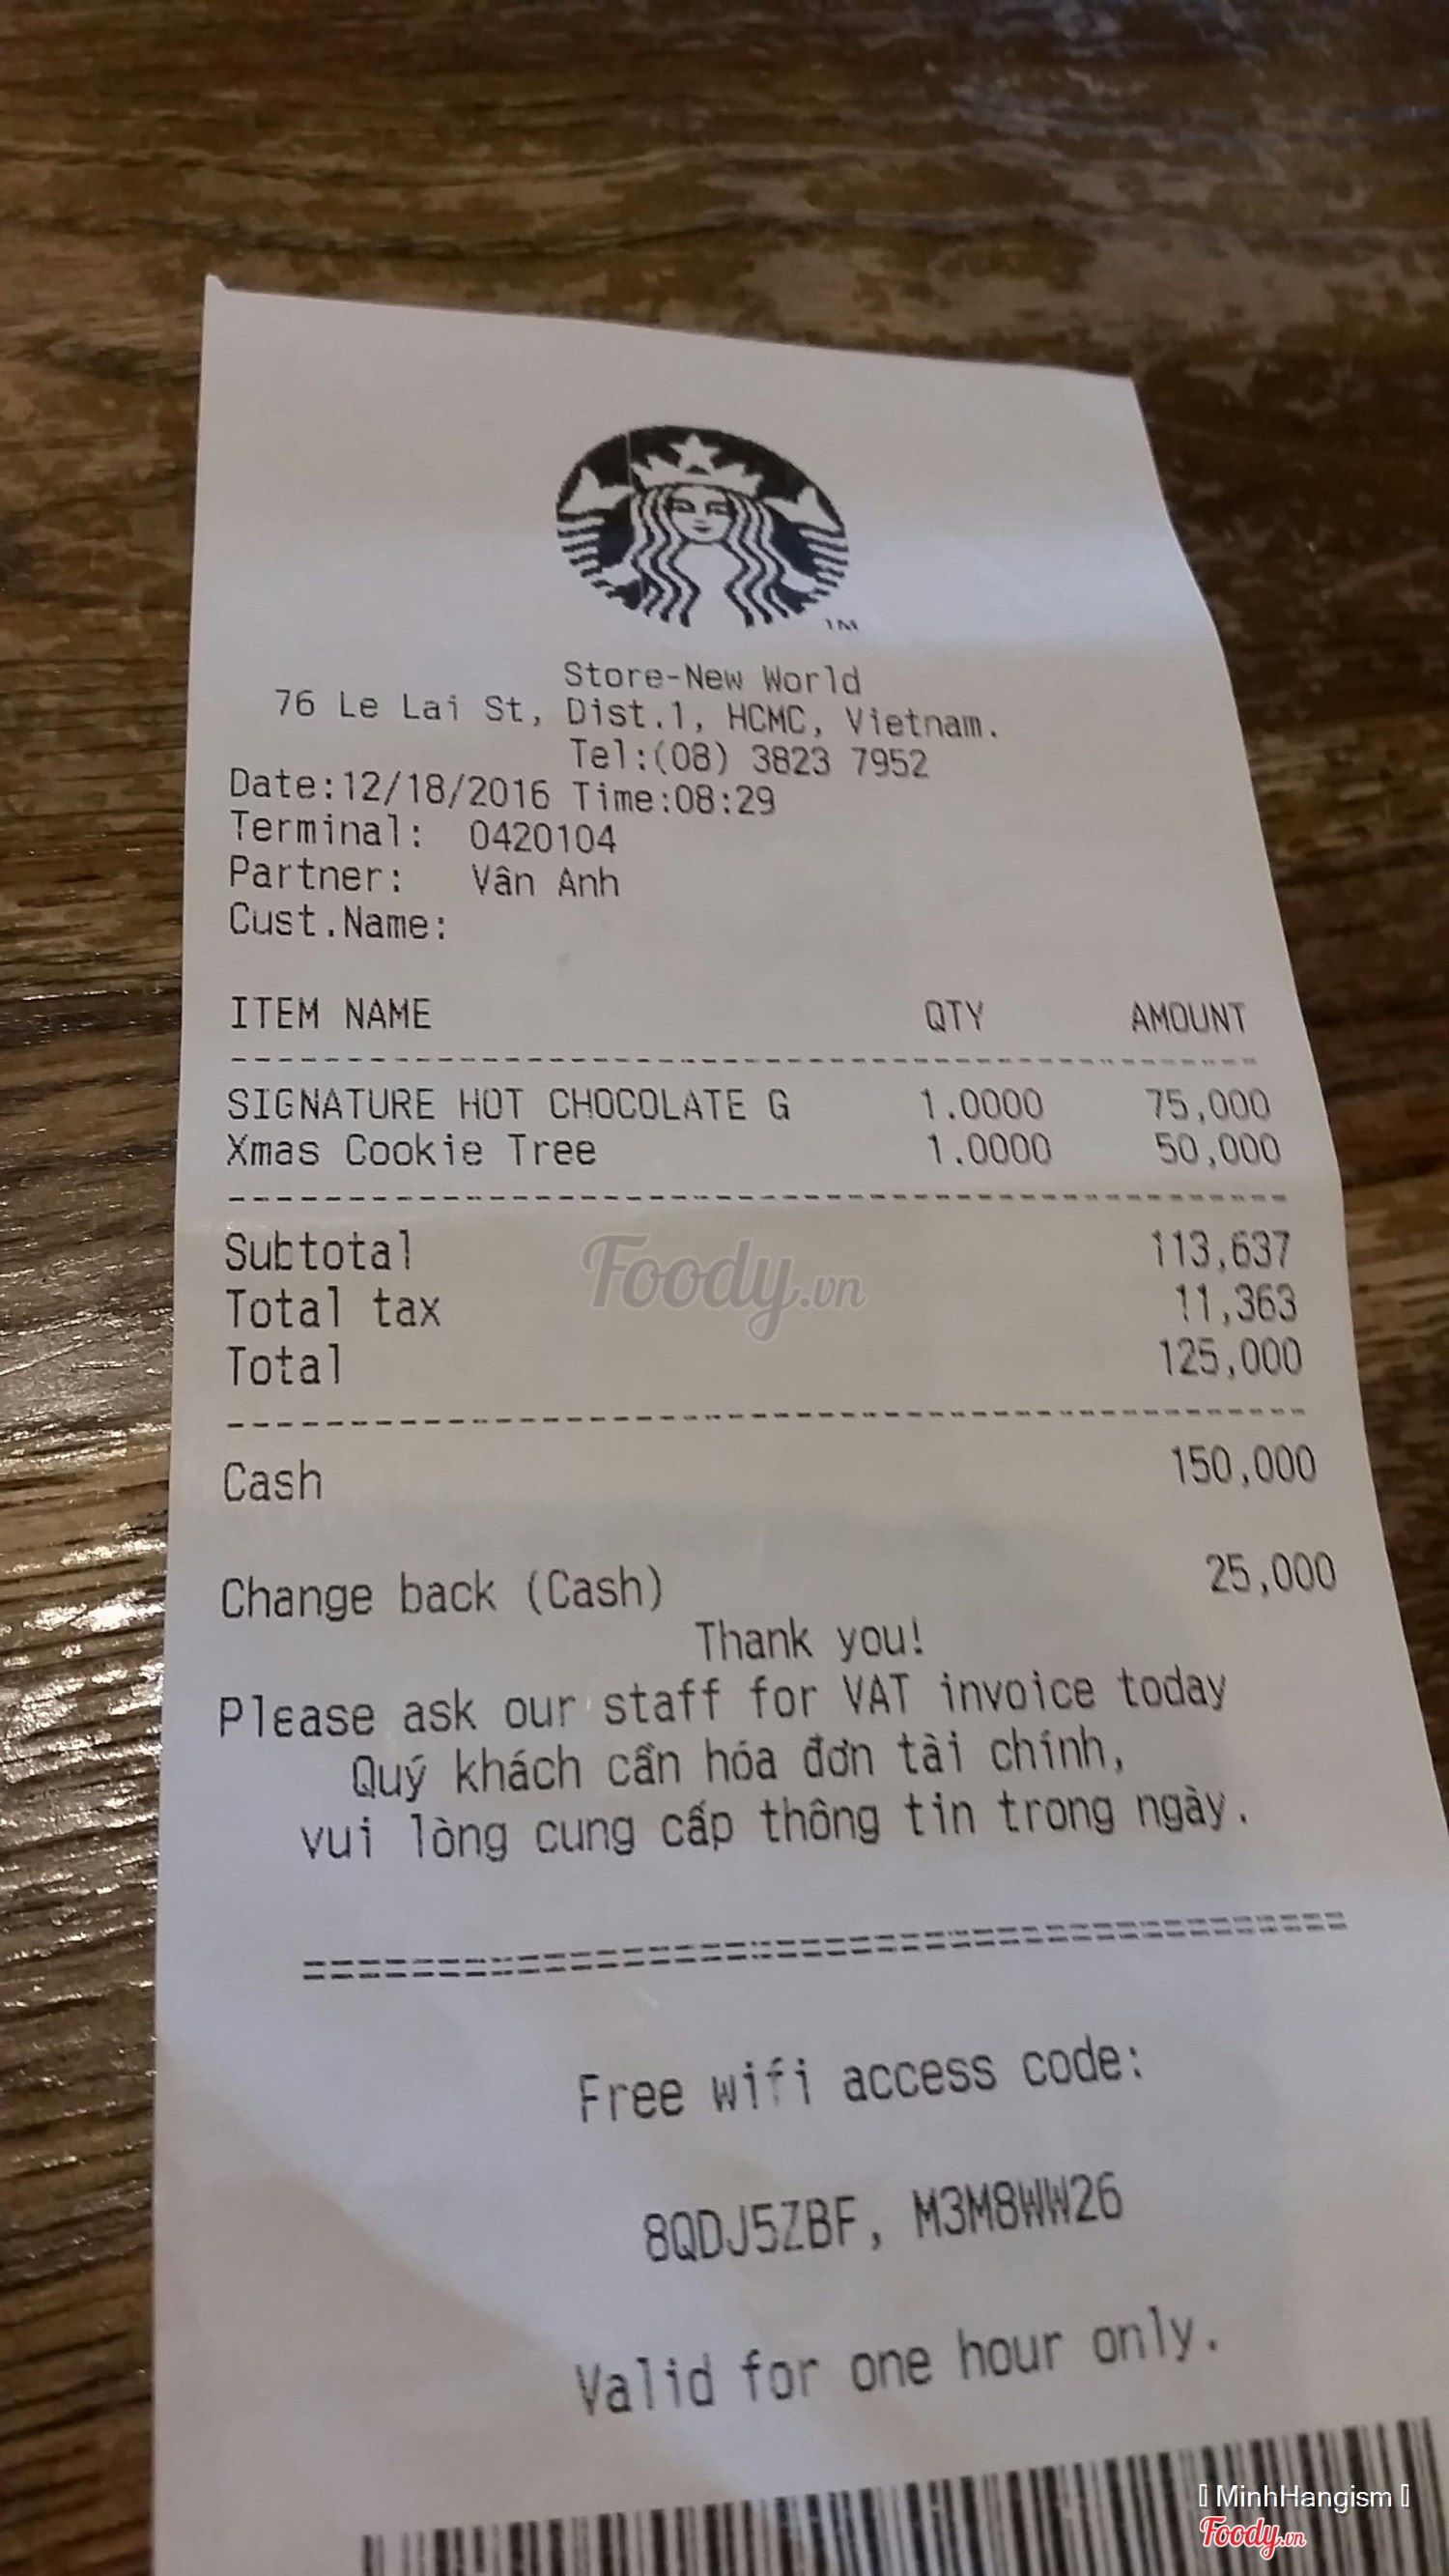 TM
Store-New World
76 Le Lai St, Dist.1, HCMC, Vietnam.
Tel:(08) 3823 7952
Date:12/18/2016 Time:08:29
Terminal: 0420104
Partner: Vân Anh
Cust.Name:
ITEM NAME QTY AMOUNT
SIGNATURE HOT CHOCOLATE G 1.0000 75,000
Xmas Cookie Tree 1.0000 50,000
Subtotal 113,637
Foody.vn
Total tax 11,363
Total 125,000
Cash 150,000
Change back (Cash) 25,000
Thank you!
Please ask our staff for VAT invoice today
Quý khách cần hóa đơn tài chính,
vui lòng cung cấp thông tin trong ngày.
Free wifi access code:
8QDJ5ZBF, M3M8WW26
Valid for one hour only.
MinhHangism
Foody.vn